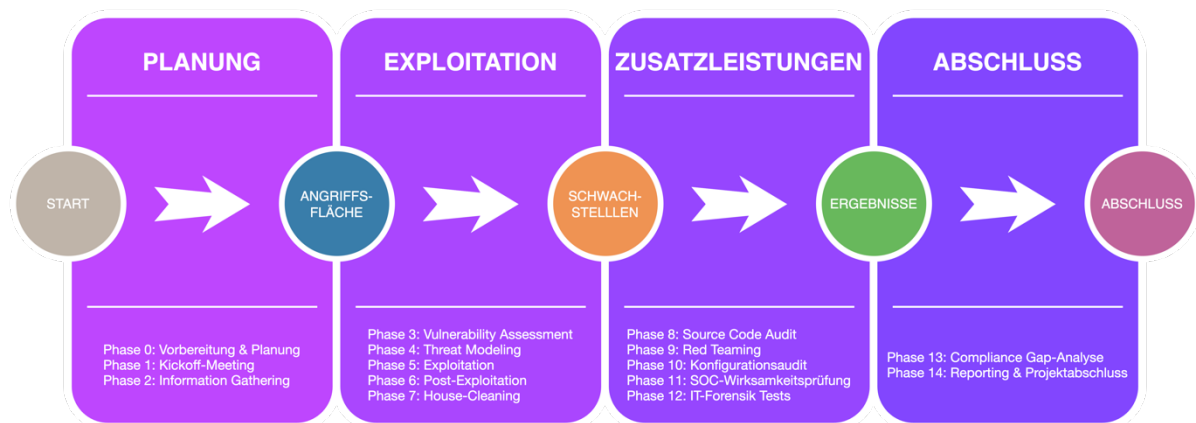 PLANUNG
EXPLOITATION
ZUSATZLEISTUNGEN
ABSCHLUSS
START
ANGRIFFS-
FLÄCHE
SCHWACH-
STELLLEN
ERGEBNISSE
ABSCHLUSS
Phase 0: Vorbereitung & Planung
Phase 1: Kickoff-Meeting
Phase 2: Information Gathering
Phase 3: Vulnerability Assessment
Phase 4: Threat Modeling
Phase 5: Exploitation
Phase 6: Post-Exploitation
Phase 7: House-Cleaning
Phase 8: Source Code Audit
Phase 9: Red Teaming
Phase 10: Konfigurationsaudit
Phase 11: SOC-Wirksamkeitsprüfung
Phase 12: IT-Forensik Tests
Phase 13: Compliance Gap-Analyse
Phase 14: Reporting & Projektabschluss